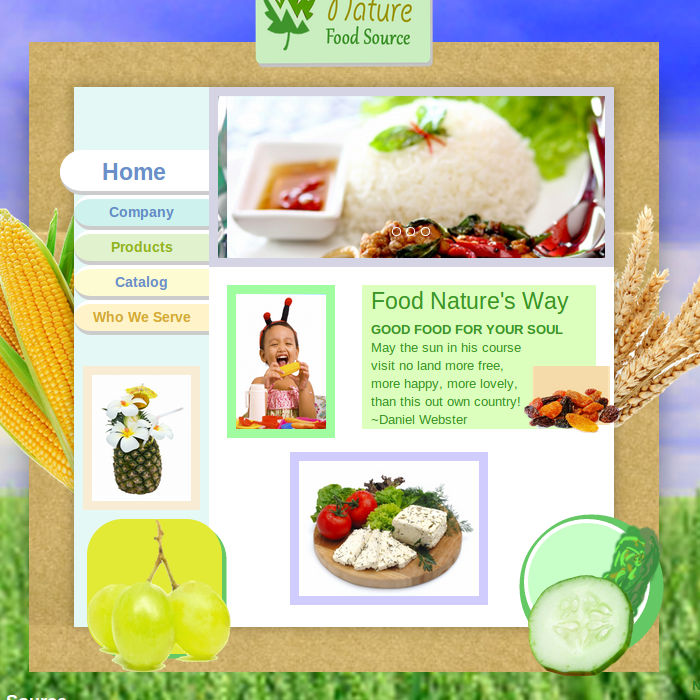 Nature
Food Source
Home
Company
Products
Catalog
Who We Serve
Food Nature's Way
GOOD FOOD FOR YOUR SOUL
May the sun in his course
visit no land more free,
more happy, more lovely,
than this out own country!
~Daniel Webster
Source